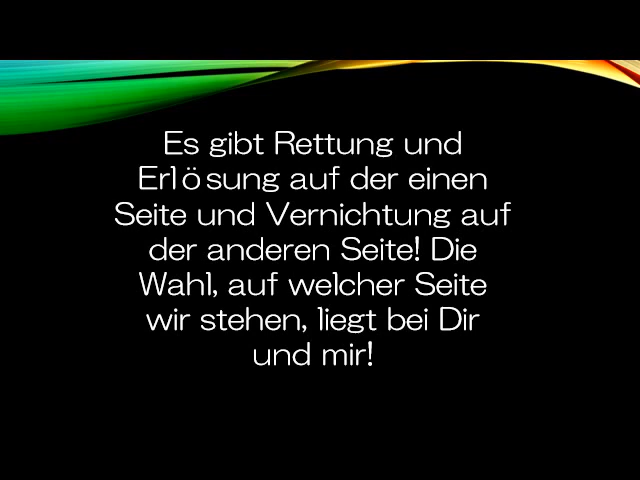 Es gibt Rettung und
Erlösung auf der einen
Seite und Vernichtung auf
der anderen Seite! Die
Wahl, auf welcher Seite
wir stehen, liegt bei Dir
und mir!